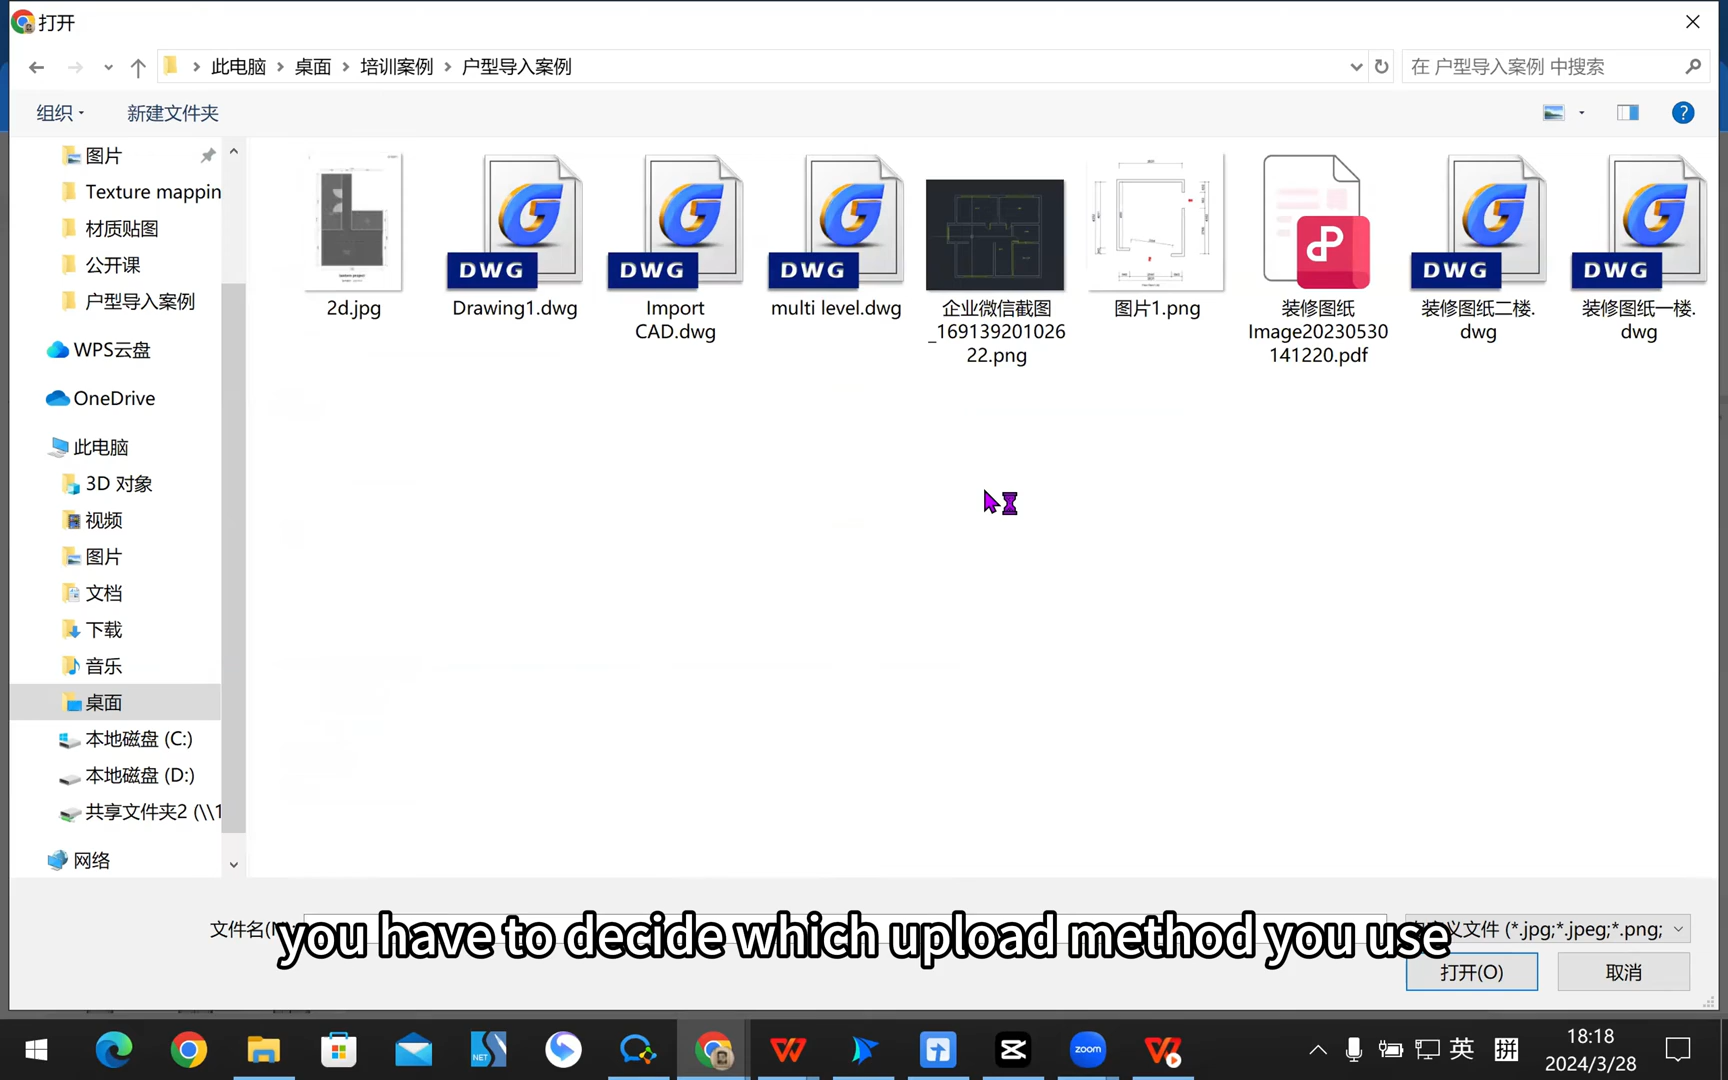 打开
此电脑 › 桌面 › 培训案例 › 户型导入案例
在 户型导入案例 中搜索
组织
新建文件夹
图片
Texture mappin
材质贴图
公开课
户型导入案例
WPS云盘
OneDrive
此电脑
3D 对象
视频
图片
文档
下载
音乐
桌面
本地磁盘 (C:)
本地磁盘 (D:)
共享文件夹2 (\\1
网络
DWG
DWG
DWG
DWG
DWG
2d.jpg
Drawing1.dwg
Import
CAD.dwg
multi level.dwg
企业微信截图
_169139201026
22.png
图片1.png
装修图纸
Image20230530
141220.pdf
装修图纸二楼.
dwg
装修图纸一楼.
dwg
文件名(N
you have to decide which upload method you use
义文件 (*.jpg;*.jpeg;*.png;
打开(O)
取消
NET
zoom
英
拼
18:18
2024/3/28